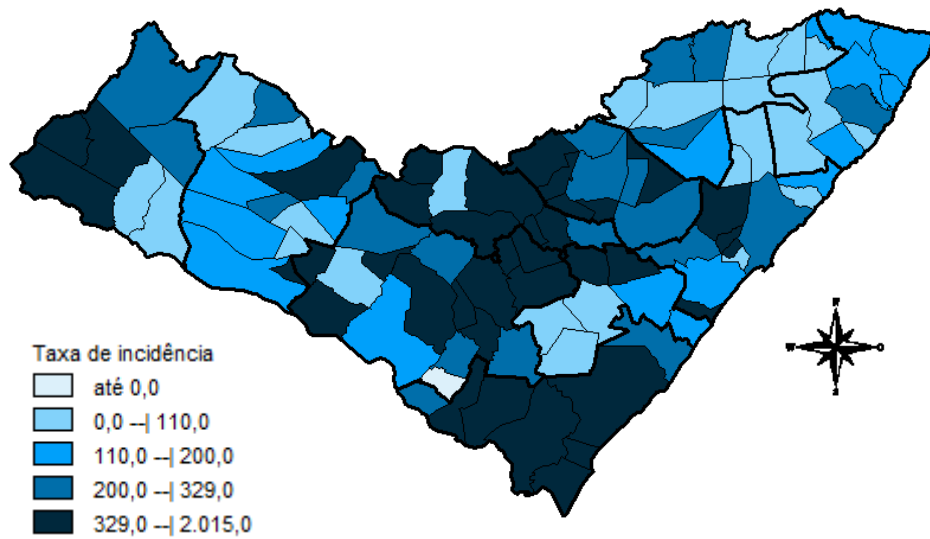 Taxa de incidência
até 0,0
0,0 --| 110,0
110,0 --| 200,0
200,0 --| 329,0
329,0 --| 2.015,0
W